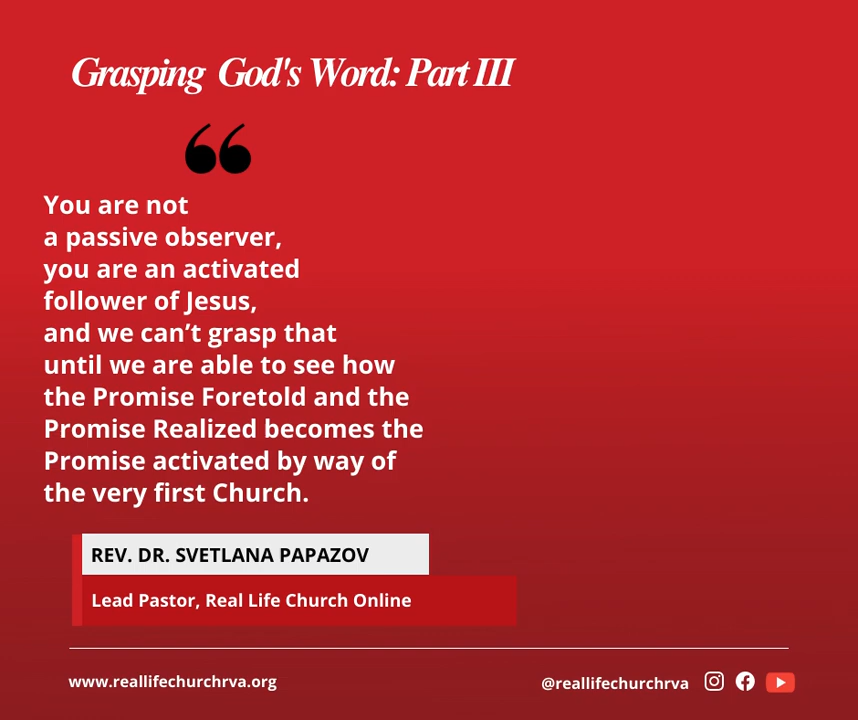 Grasping God's Word: Part III
❝
You are not
a passive observer,
you are an activated
follower of Jesus,
and we can’t grasp that
until we are able to see how
the Promise Foretold and the
Promise Realized becomes the
Promise activated by way of
the very first Church.
REV. DR. SVETLANA PAPAZOV
Lead Pastor, Real Life Church Online
www.reallifechurchrva.org
@reallifechurchrva